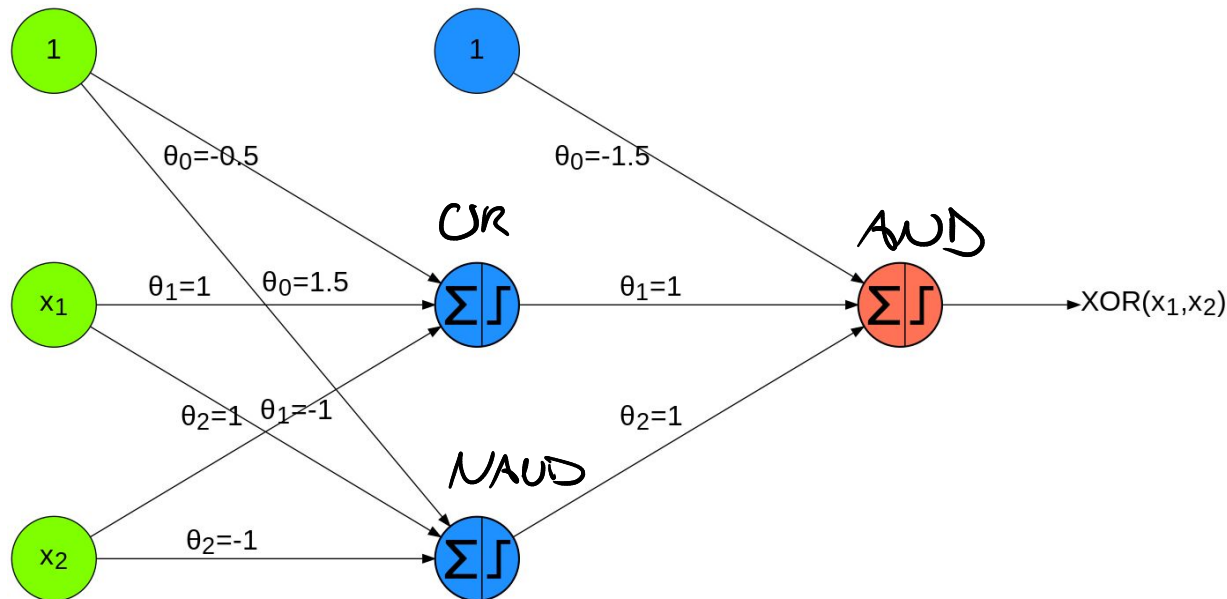 1 1
θ0=-0.5 θ0=-1.5
OR AND
x1 θ1=1 θ0=1.5 θ1=1 XOR(x1,x2)
Σ Σ
θ2=1 θ1=-1 θ2=1
NAND
x2 θ2=-1 Σ